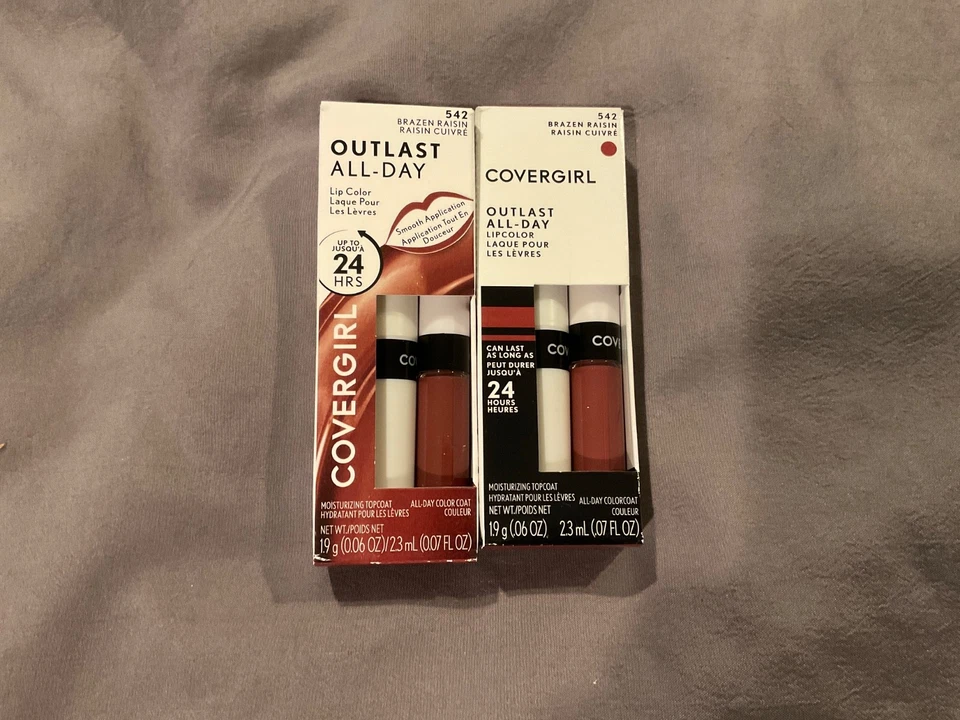 542
BRAZEN RAISIN
RAISIN CUIVRÉ
OUTLAST
ALL-DAY
Lip Color
Laque Pour
Les Lèvres
Smooth Application
Application Tout En
Douceur
UP TO
JUSQU'À
24
HRS
COVERGIRL
CO
MOISTURIZING TOPCOAT
HYDRATANT POUR LES LÈVRES
ALL-DAY COLOR COAT
COULEUR
NET WT./POIDS NET
1.9 g (0.06 OZ)/2.3 mL (0.07 FL OZ)
542
BRAZEN RAISIN
RAISIN CUIVRÉ
COVERGIRL
OUTLAST
ALL-DAY
LIPCOLOR
LAQUE POUR
LES LÈVRES
CAN LAST
AS LONG AS
PEUT DURER
JUSQU'À
24
HOURS
HEURES
COV
COV
MOISTURIZING TOPCOAT
HYDRATANT POUR LES LÈVRES
ALL-DAY COLORCOAT
COULEUR
NET WT./POIDS NET
1.9 g (.06 OZ) 2.3 mL (.07 FL OZ)